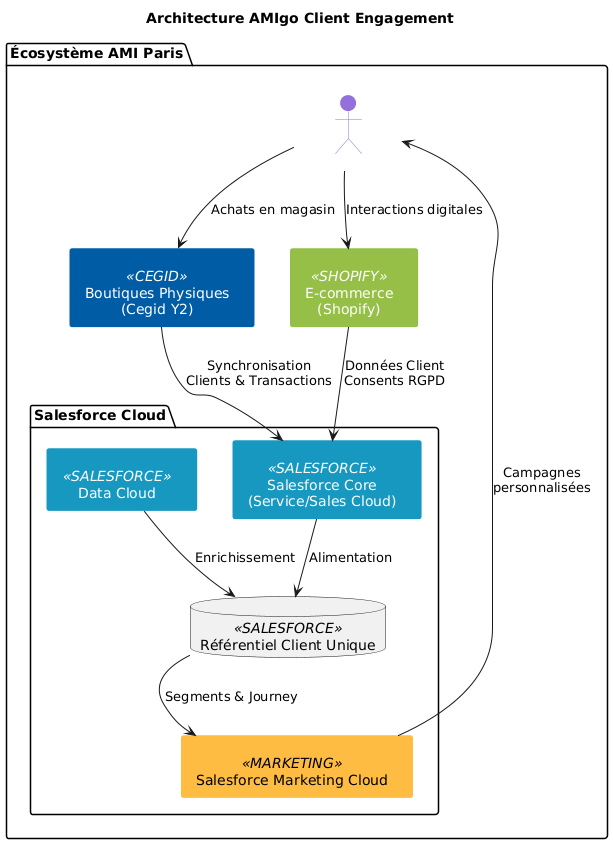 Architecture AMIgo Client Engagement
Écosystème AMI Paris
Achats en magasin
Interactions digitales
«CEGID»
Boutiques Physiques
(Cegid Y2)
«SHOPIFY»
E-commerce
(Shopify)
Synchronisation
Clients & Transactions
Données Client
Consents RGPD
Salesforce Cloud
«SALESFORCE»
Data Cloud
«SALESFORCE»
Salesforce Core
(Service/Sales Cloud)
Campagnes
personnalisées
Enrichissement
Alimentation
«SALESFORCE»
Référentiel Client Unique
Segments & Journey
«MARKETING»
Salesforce Marketing Cloud